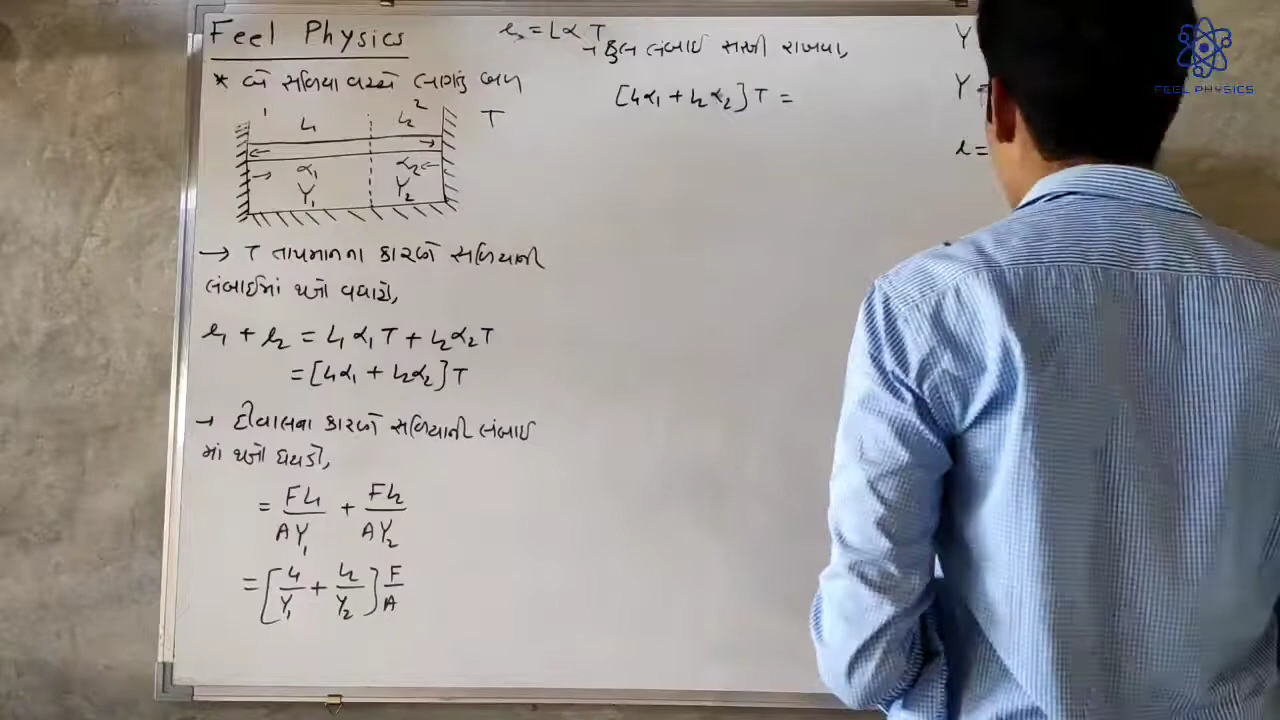 Feel Physics
* બે સળિયા વચ્ચે લાગતું બળ
1 L₁ L₂ 2
T
α₁ α₂
Y₁ Y₂
→ T તાપમાનના કારણે સળિયાની
લંબાઈમાં થતો વધારો,
l₁ + l₂ = L₁α₁T + L₂α₂T
= [L₁α₁ + L₂α₂]T
→ દીવાલના કારણે સળિયાની લંબાઈ
માં થતો ઘટાડો,
= FL₁/AY₁ + FL₂/AY₂
= [L₁/Y₁ + L₂/Y₂] F/A
l = LαT
→ કુલ લંબાઈ સરખી રાખવા,
[L₁α₁ + L₂α₂]T =
Y
Y =
l =
FEEL PHYSICS